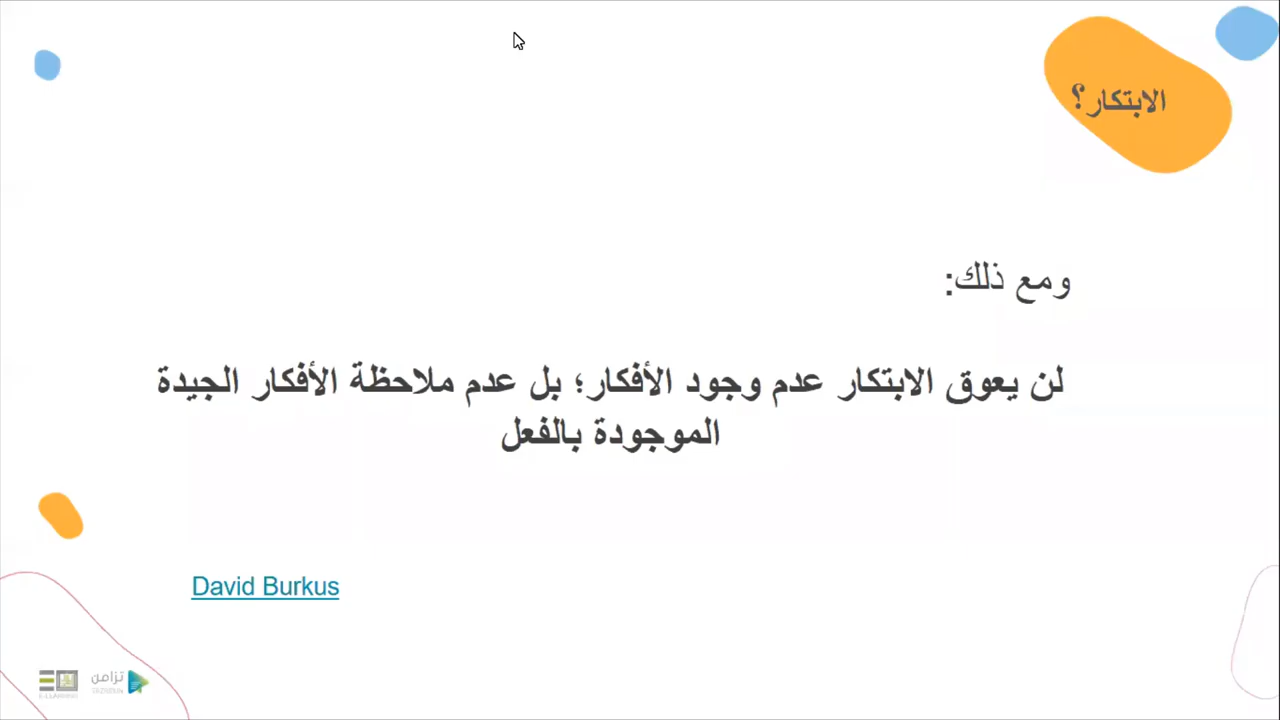 الابتكار؟
ومع ذلك:
لن يعوق الابتكار عدم وجود الأفكار؛ بل عدم ملاحظة الأفكار الجيدة
الموجودة بالفعل
David Burkus
تزامن